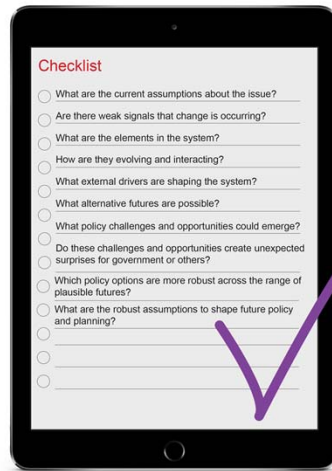 Checklist
What are the current assumptions about the issue?
Are there weak signals that change is occurring?
What are the elements in the system?
How are they evolving and interacting?
What external drivers are shaping the system?
What alternative futures are possible?
What policy challenges and opportunities could emerge?
Do these challenges and opportunities create unexpected
surprises for government or others?
Which policy options are more robust across the range of
plausible futures?
What are the robust assumptions to shape future policy
and planning?